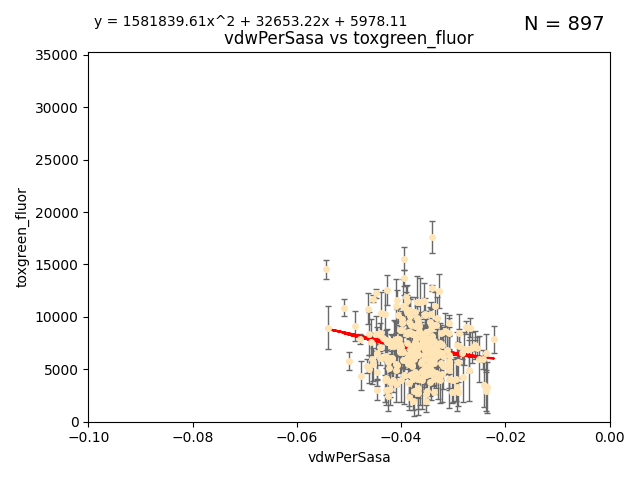 y = 1581839.61x^2 + 32653.22x + 5978.11
N = 897
vdwPerSasa vs toxgreen_fluor
35000
30000
25000
20000
15000
10000
5000
0
toxgreen_fluor
−0.10
−0.08
−0.06
−0.04
−0.02
0.00
vdwPerSasa